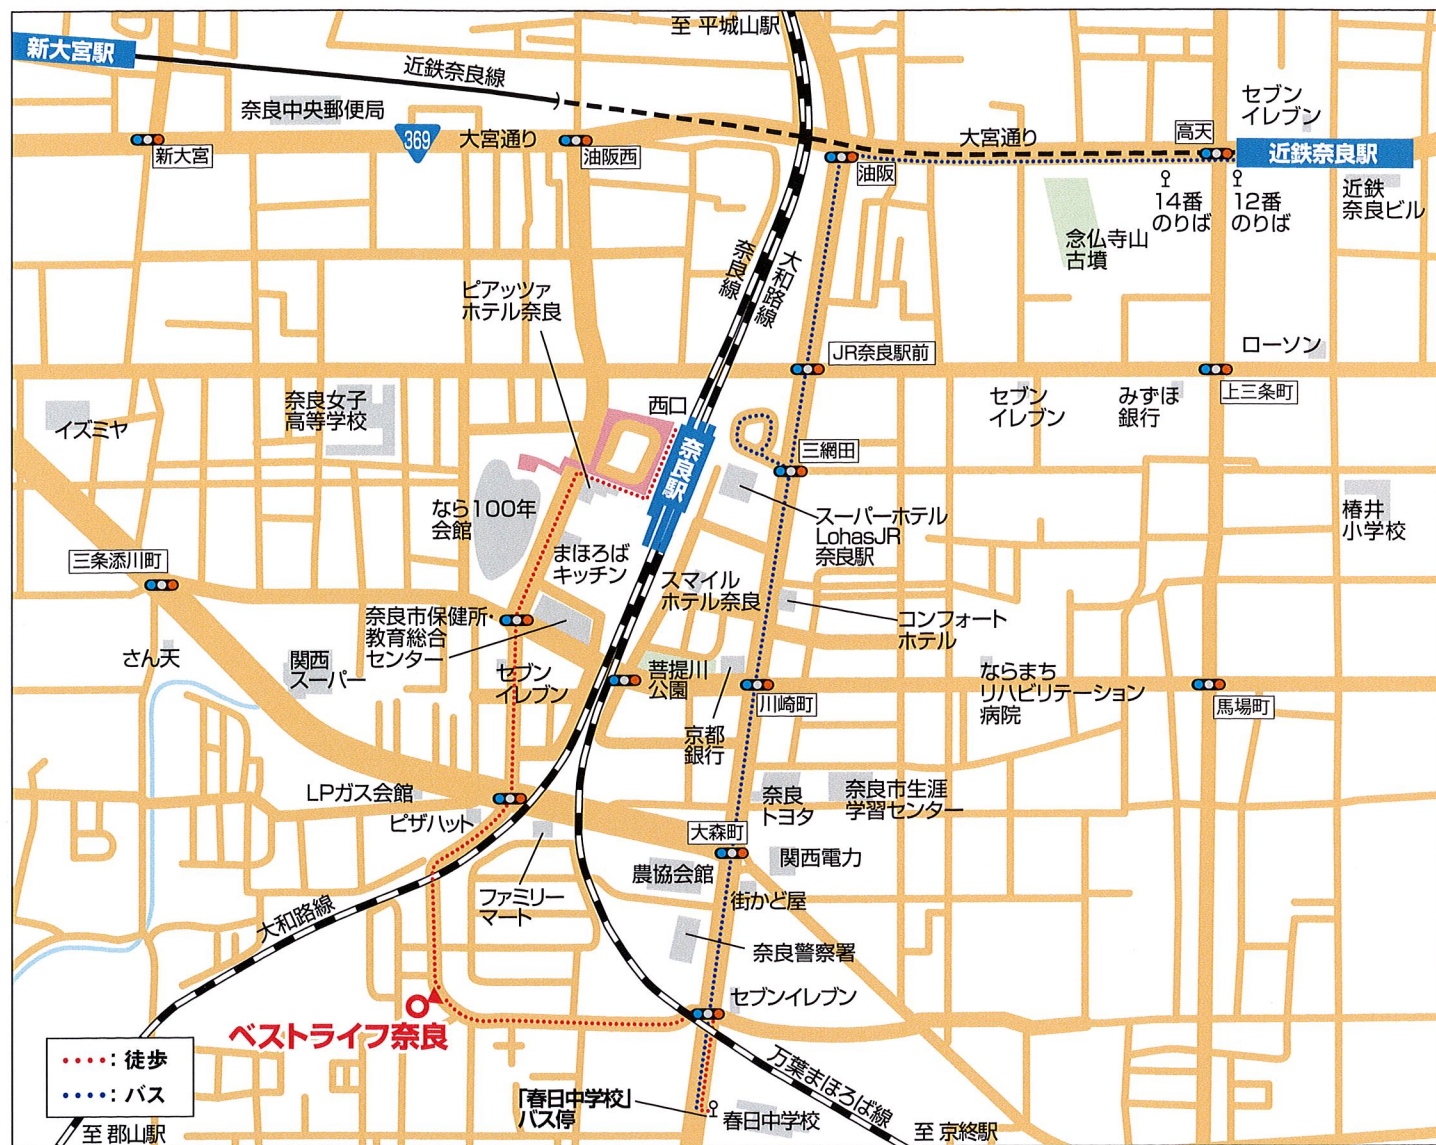 至 平城山駅
新大宮駅
近鉄奈良線
奈良中央郵便局
369
大宮通り
新大宮
油阪西
大宮通り
油阪
高天
セブン
イレブン
近鉄奈良駅
14番
のりば
12番
のりば
近鉄
奈良ビル
念仏寺山
古墳
奈良線
大和路線
ピアッツァ
ホテル奈良
JR奈良駅前
ローソン
上三条町
セブン
イレブン
みずほ
銀行
イズミヤ
奈良女子
高等学校
西口
奈良駅
三網田
なら100年
会館
まほろば
キッチン
スーパーホテル
LohasJR
奈良駅
椿井
小学校
三条添川町
スマイル
ホテル奈良
コンフォート
ホテル
奈良市保健所・
教育総合
センター
さん天
関西
スーパー
セブン
イレブン
菩提川
公園
川崎町
ならまち
リハビリテーション
病院
馬場町
京都
銀行
LPガス会館
ピザハット
奈良
トヨタ
奈良市生涯
学習センター
大森町
関西電力
農協会館
街かど屋
ファミリー
マート
大和路線
奈良警察署
セブンイレブン
ベストライフ奈良
：徒歩
：バス
至 郡山駅
「春日中学校」
バス停
春日中学校
万葉まほろば線
至 京終駅